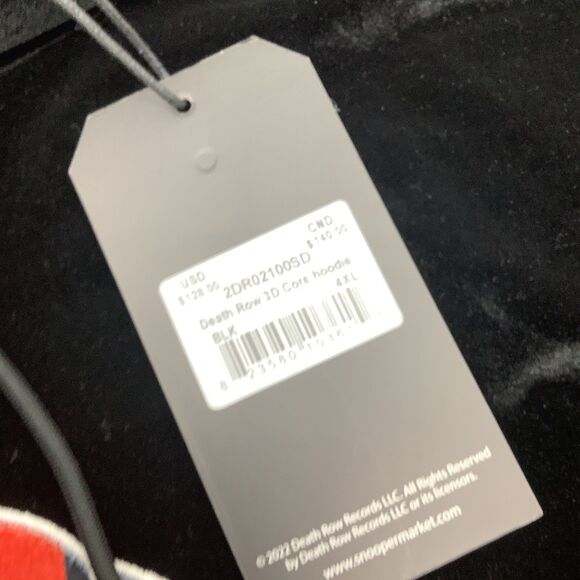 USD
$128.00
CND
$140.00
2DR02100SD
Death Row 3D Core hoodie
BLK
4XL
© 2022 Death Row Records LLC. All Rights Reserved
by Death Row Records LLC or its licensors.
www.snoopermarket.com